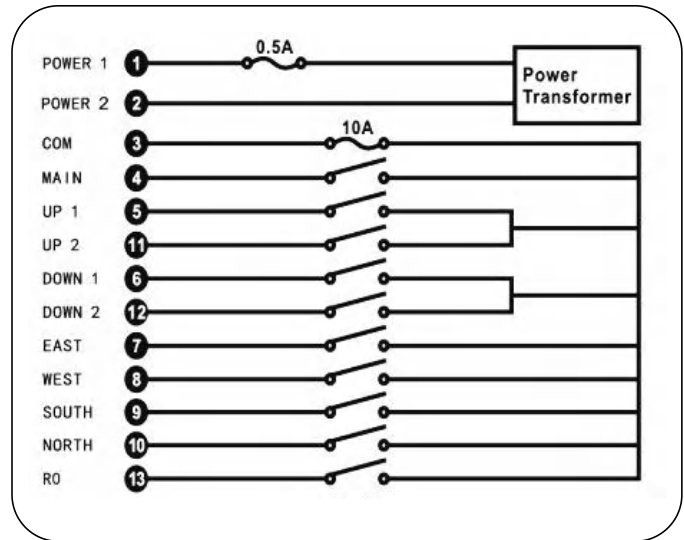 0.5A
POWER 1 1
Power
Transformer
POWER 2 2
10A
COM 3
MAIN 4
UP 1 5
UP 2 11
DOWN 1 6
DOWN 2 12
EAST 7
WEST 8
SOUTH 9
NORTH 10
RO 13